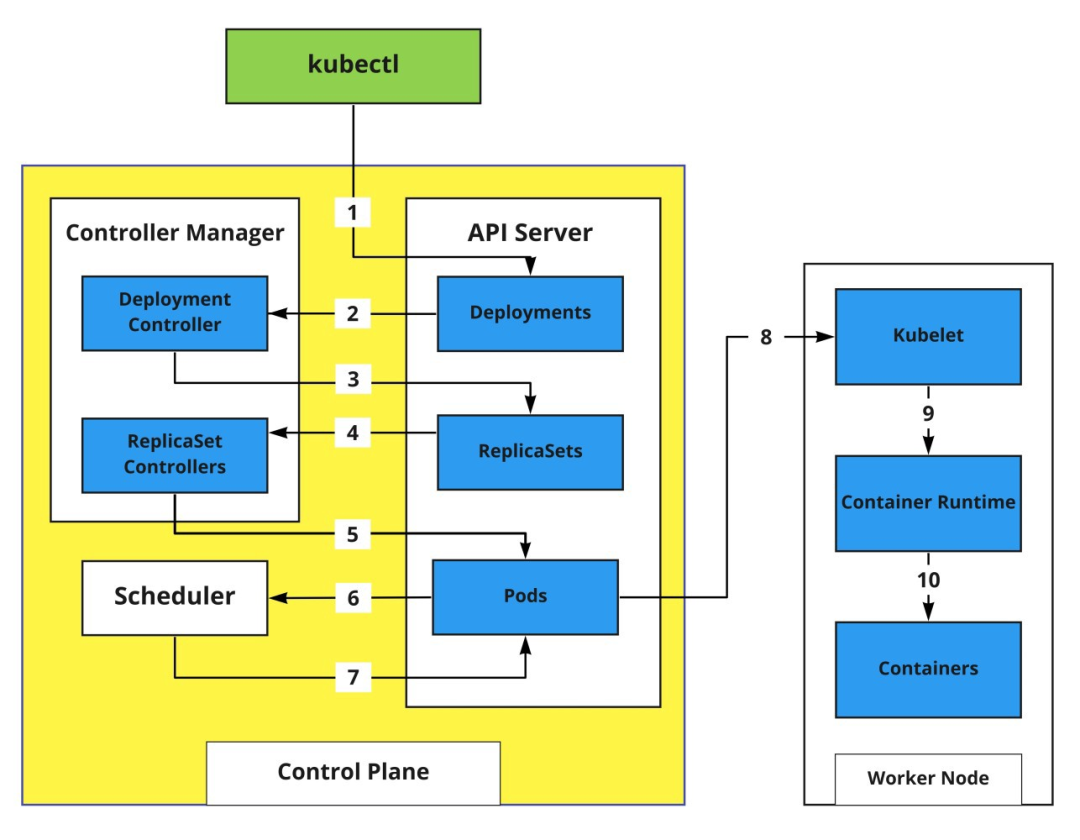 kubectl
1
Controller Manager
API Server
Deployment
Controller
2
Deployments
8
Kubelet
3
9
4
ReplicaSet
Controllers
ReplicaSets
Container Runtime
5
10
Scheduler
6
Pods
7
Containers
Control Plane
Worker Node